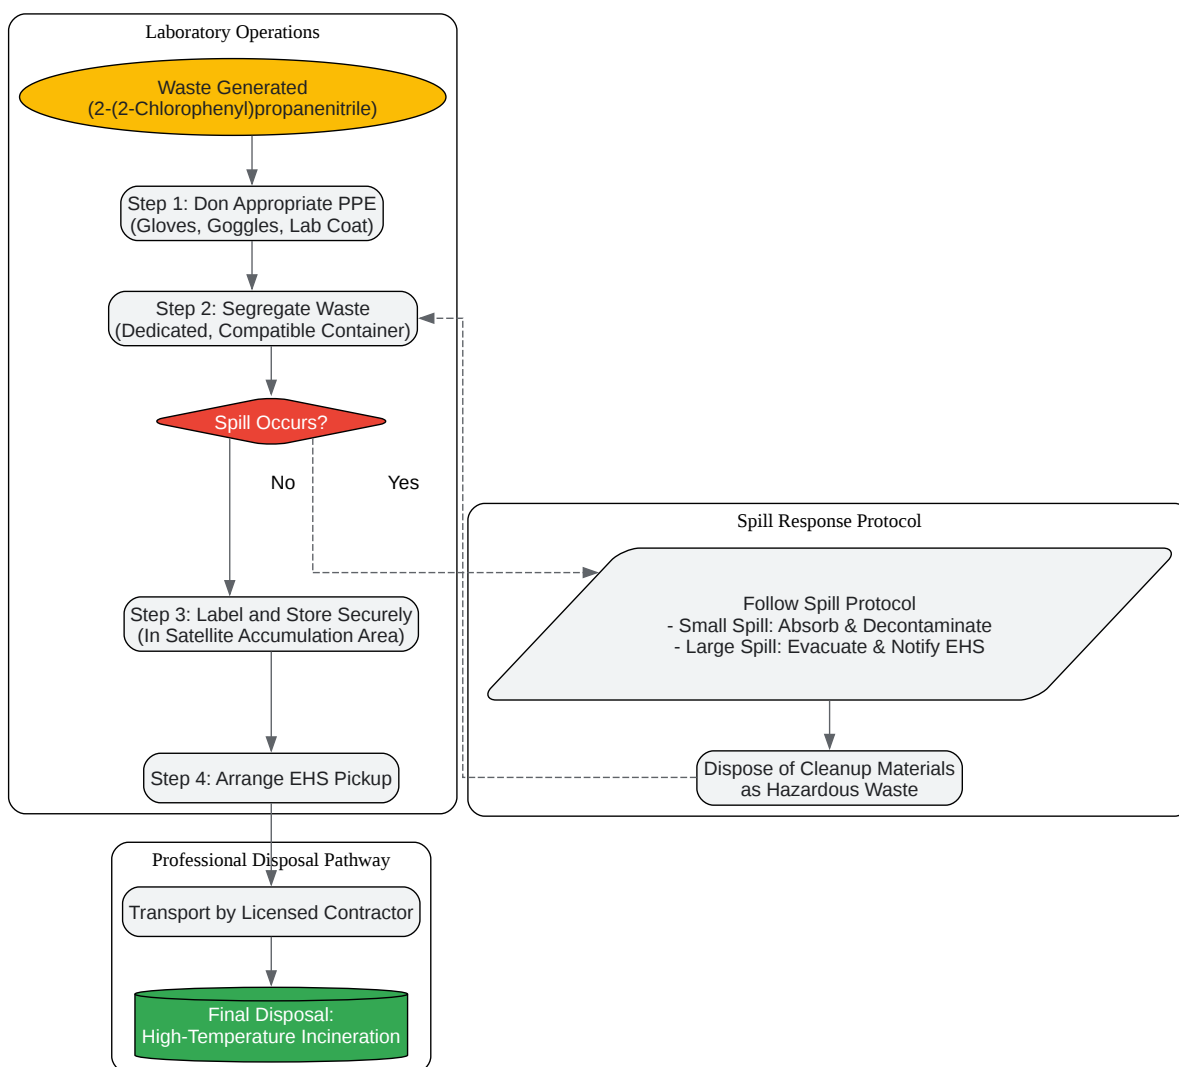 Laboratory Operations
Waste Generated
(2-(2-Chlorophenyl)propanenitrile)
Step 1: Don Appropriate PPE
(Gloves, Goggles, Lab Coat)
Step 2: Segregate Waste
(Dedicated, Compatible Container)
Spill Occurs?
No
Yes
Spill Response Protocol
Follow Spill Protocol
- Small Spill: Absorb & Decontaminate
- Large Spill: Evacuate & Notify EHS
Step 3: Label and Store Securely
(In Satellite Accumulation Area)
Step 4: Arrange EHS Pickup
Dispose of Cleanup Materials
as Hazardous Waste
Professional Disposal Pathway
Transport by Licensed Contractor
Final Disposal:
High-Temperature Incineration